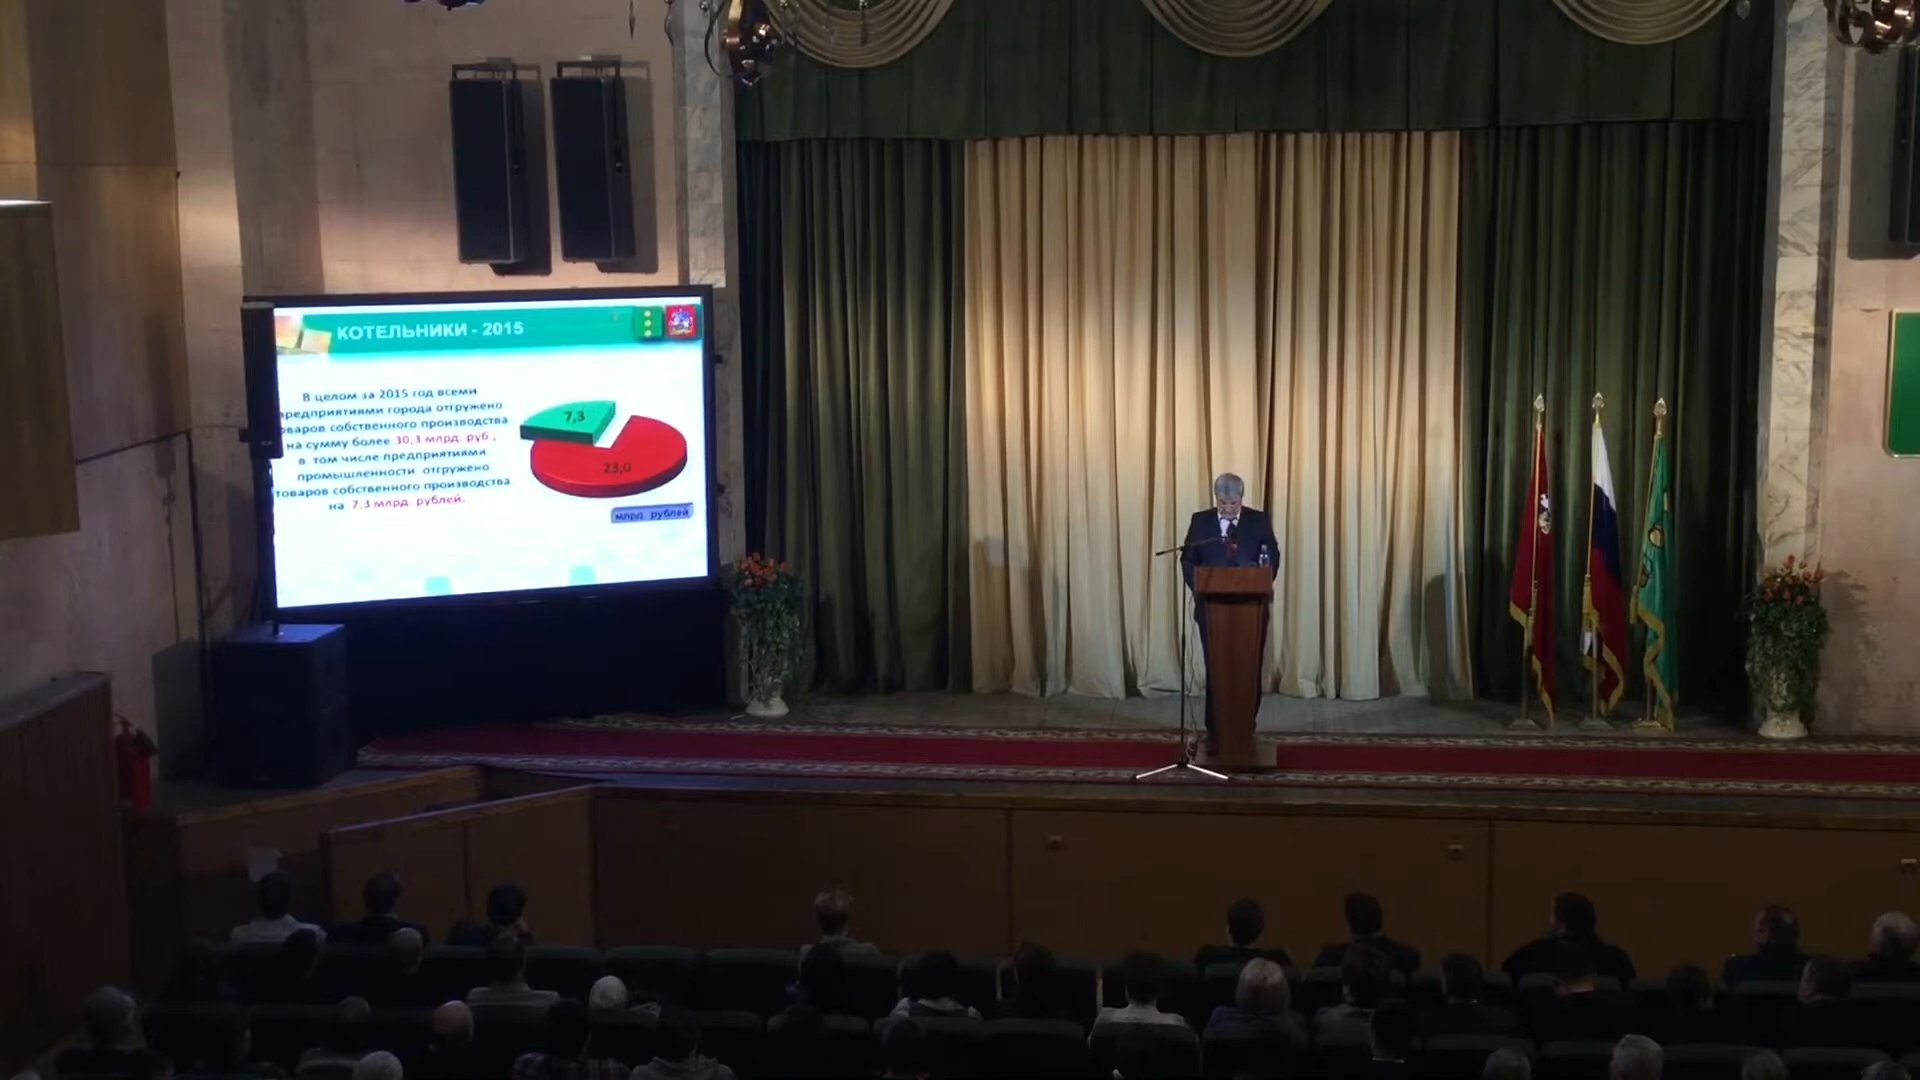 КОТЕЛЬНИКИ - 2015
В целом за 2015 год всеми
предприятиями города отгружено
товаров собственного производства
на сумму более 30,3 млрд. руб.,
в том числе предприятиями
промышленности отгружено
товаров собственного производства
на 7,3 млрд. рублей.
7,3
23,0
млрд. рублей